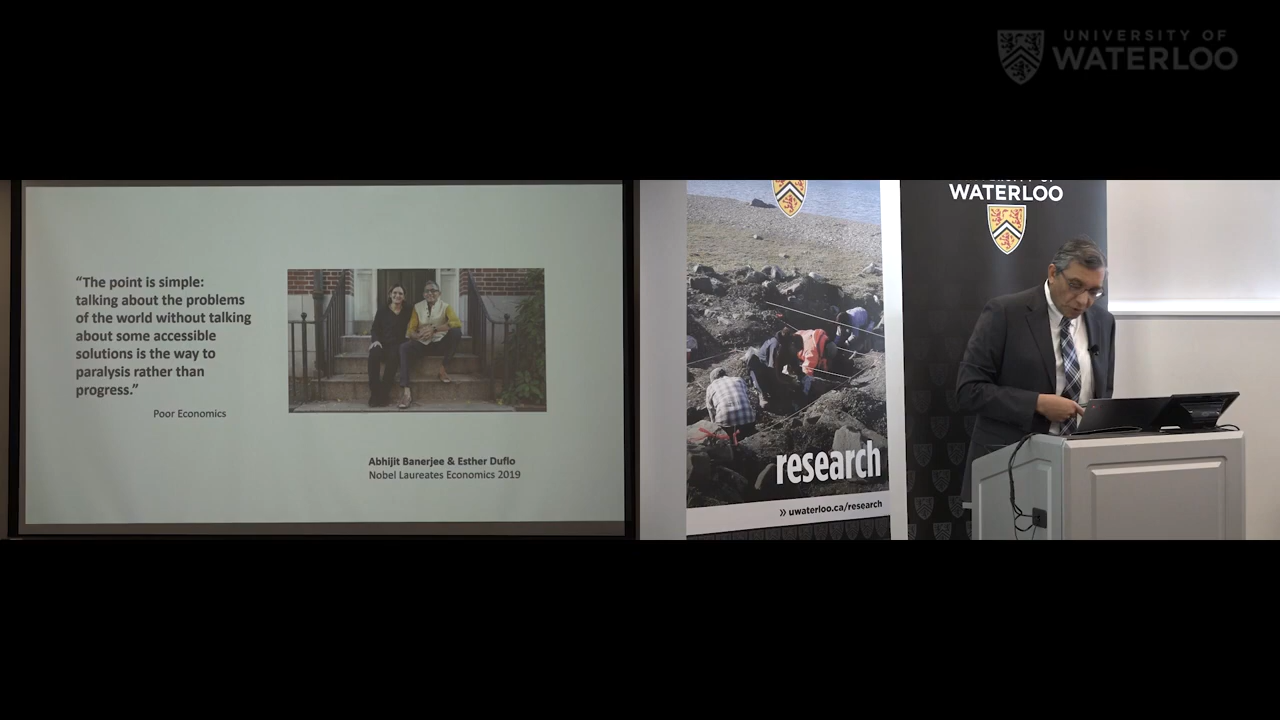 UNIVERSITY OF
WATERLOO
“The point is simple:
talking about the problems
of the world without talking
about some accessible
solutions is the way to
paralysis rather than
progress.”
Poor Economics
Abhijit Banerjee & Esther Duflo
Nobel Laureates Economics 2019
research
» uwaterloo.ca/research
WATERLOO